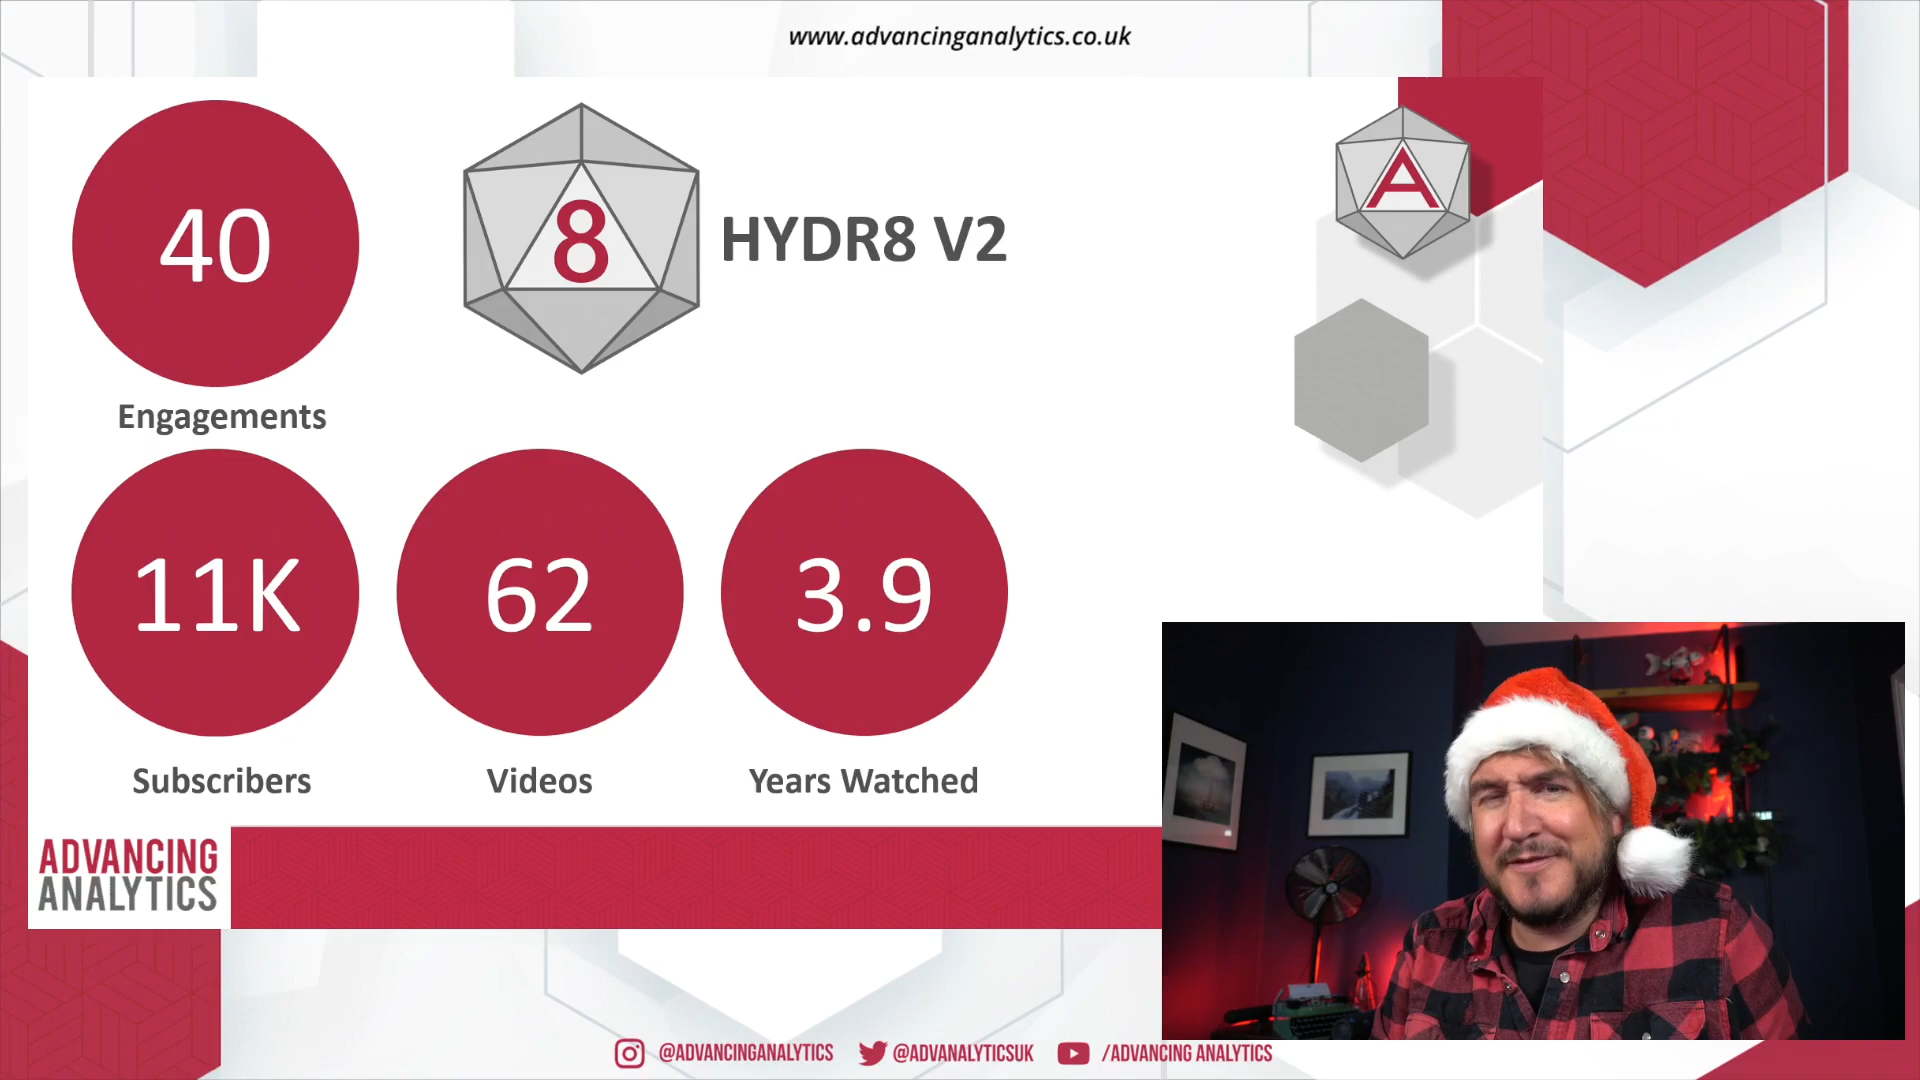 www.advancinganalytics.co.uk
40
Engagements
8
HYDR8 V2
A
11K
Subscribers
62
Videos
3.9
Years Watched
ADVANCING
ANALYTICS
@ADVANCINGANALYTICS
@ADVANALYTICSUK
/ADVANCING ANALYTICS